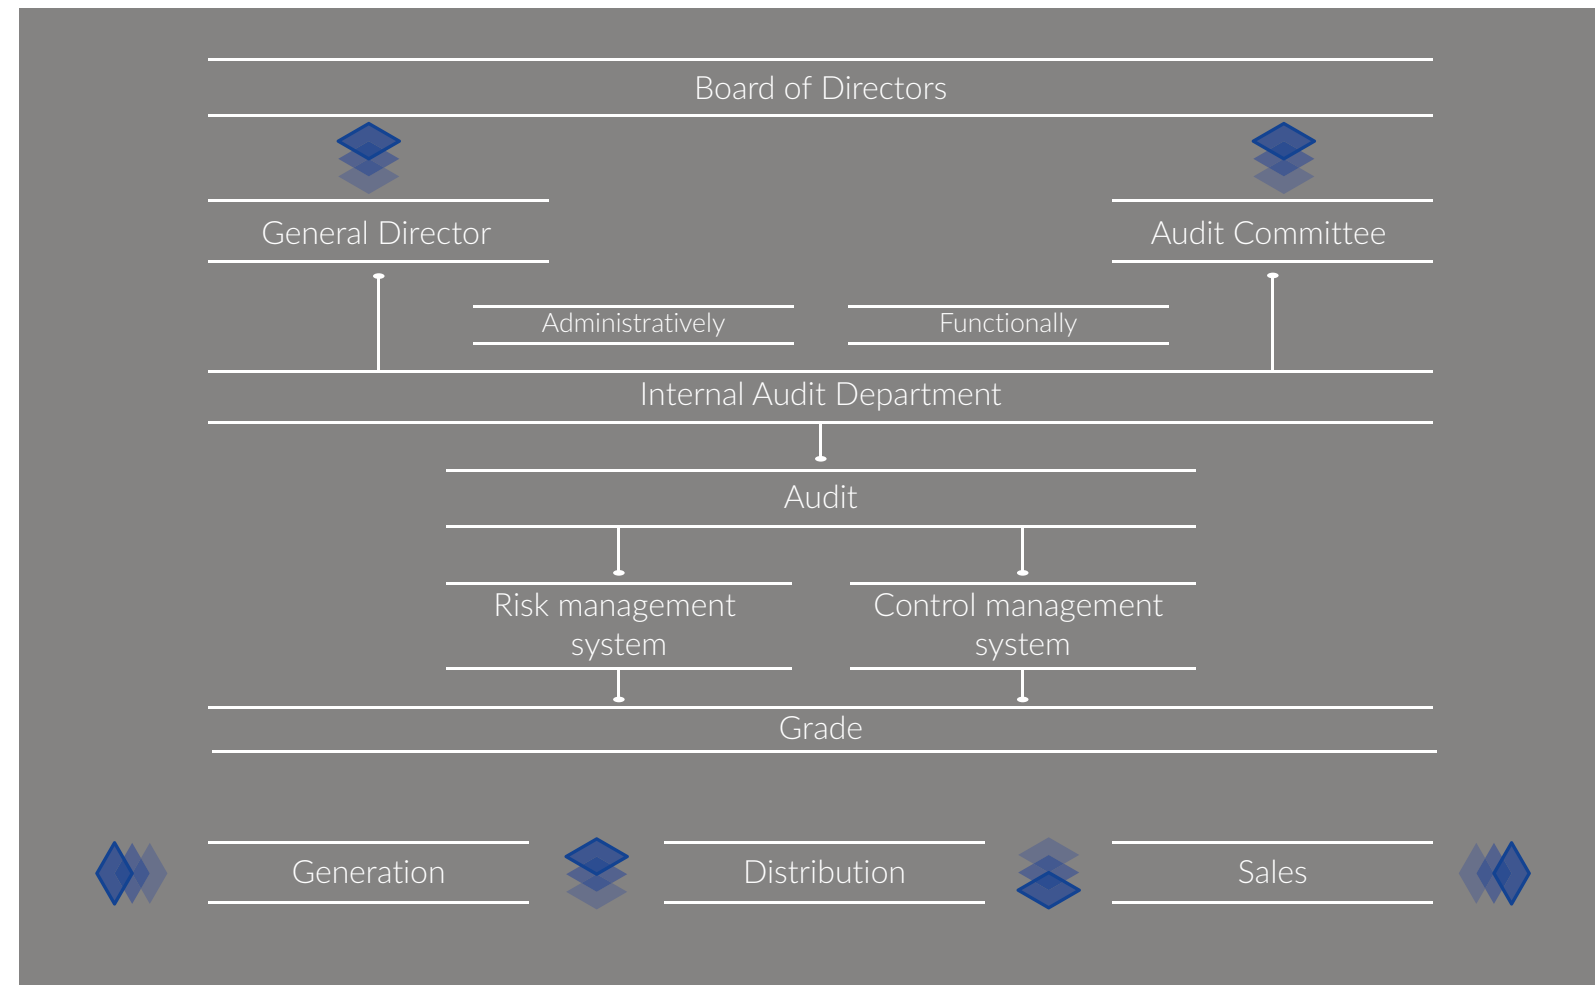 Board of Directors
General Director
Audit Committee
Administratively
Functionally
Internal Audit Department
Audit
Risk management
system
Control management
system
Grade
Generation
Distribution
Sales